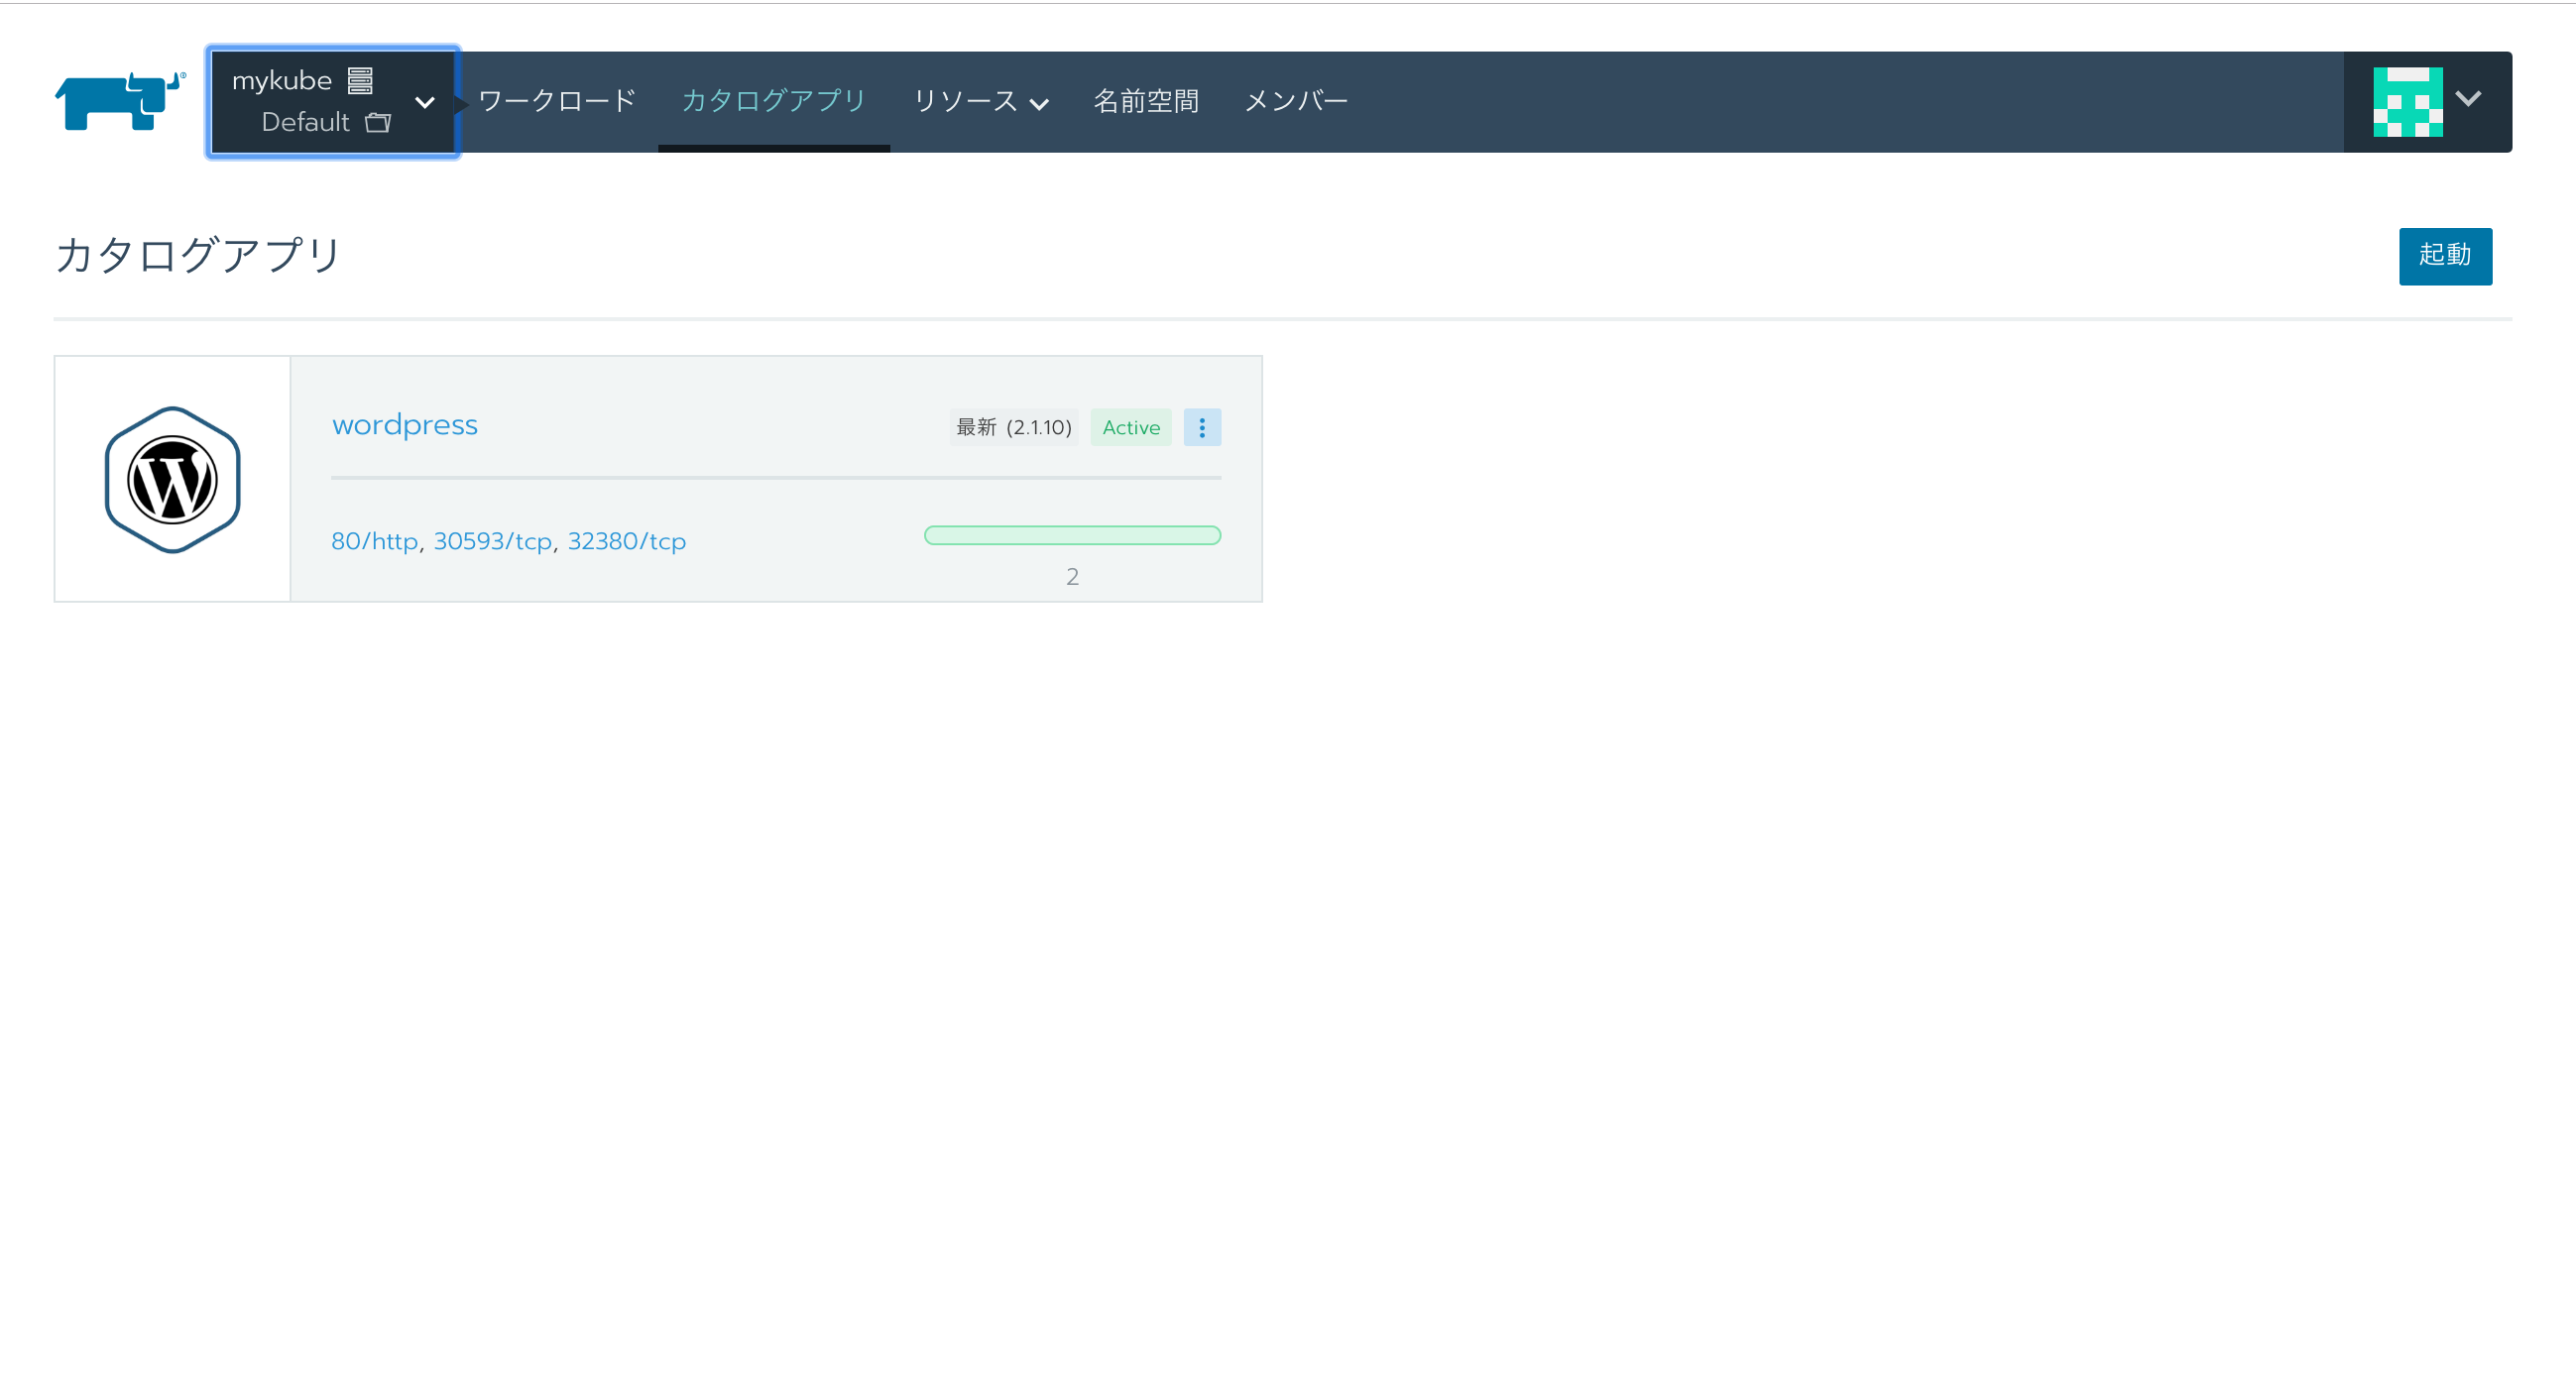 mykube
Default
ワークロード カタログアプリ リソース 名前空間 メンバー
カタログアプリ
起動
wordpress
最新 (2.1.10) Active
80/http, 30593/tcp, 32380/tcp
2